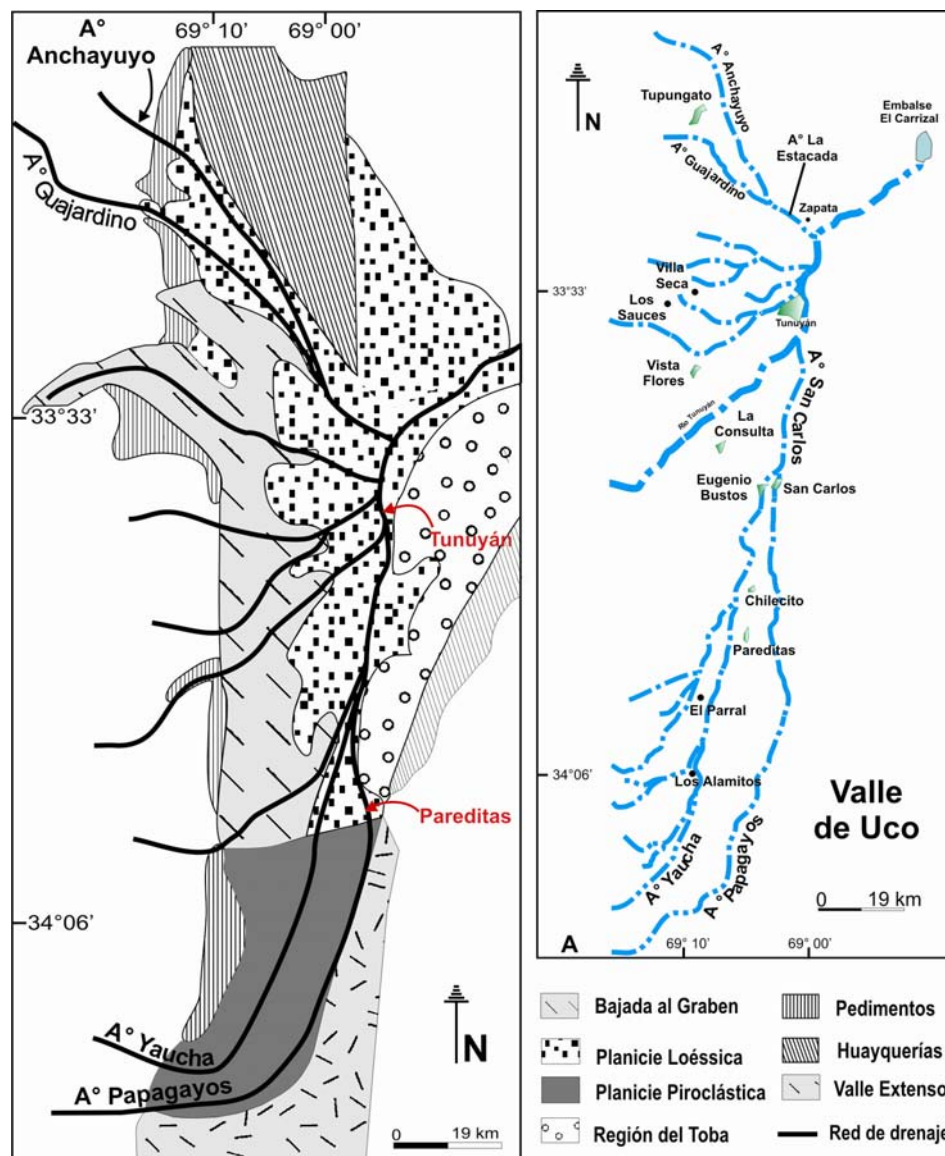 69° 10' 69° 00'
A°
Anchayuyo
A° Guajardino
33°33'
Tunuyán
Pareditas
34°06'
A° Yaucha
A° Papagayos
N
0 19 km
A° Anchayuyo
Tupungato
N
Embalse
El Carrizal
A° La
Estacada
A° Guajardino
Zapata
Villa
Seca
33°33'
Los
Sauces
Tunuyán
Vista
Flores
A° San Carlos
Rio Tunuyán
La
Consulta
Eugenio
Bustos
San Carlos
Chilecito
Pareditas
El Parral
34°06'
Los Alamitos
Valle
de Uco
A° Yaucha
A° Papagayos
0 19 km
A
69° 10' 69° 00'
Bajada al Graben
Pedimentos
Planicie Loéssica
Huayquerías
Planicie Piroclástica
Valle Extenso
Región del Toba
Red de drenaje